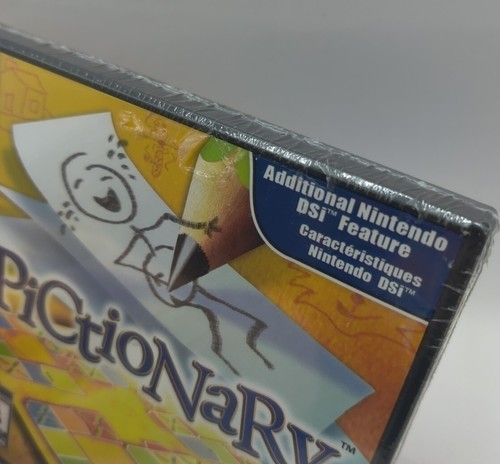 Additional Nintendo
DSi™ Feature
Caractéristiques
Nintendo DSi™
PiCtioNaRy™